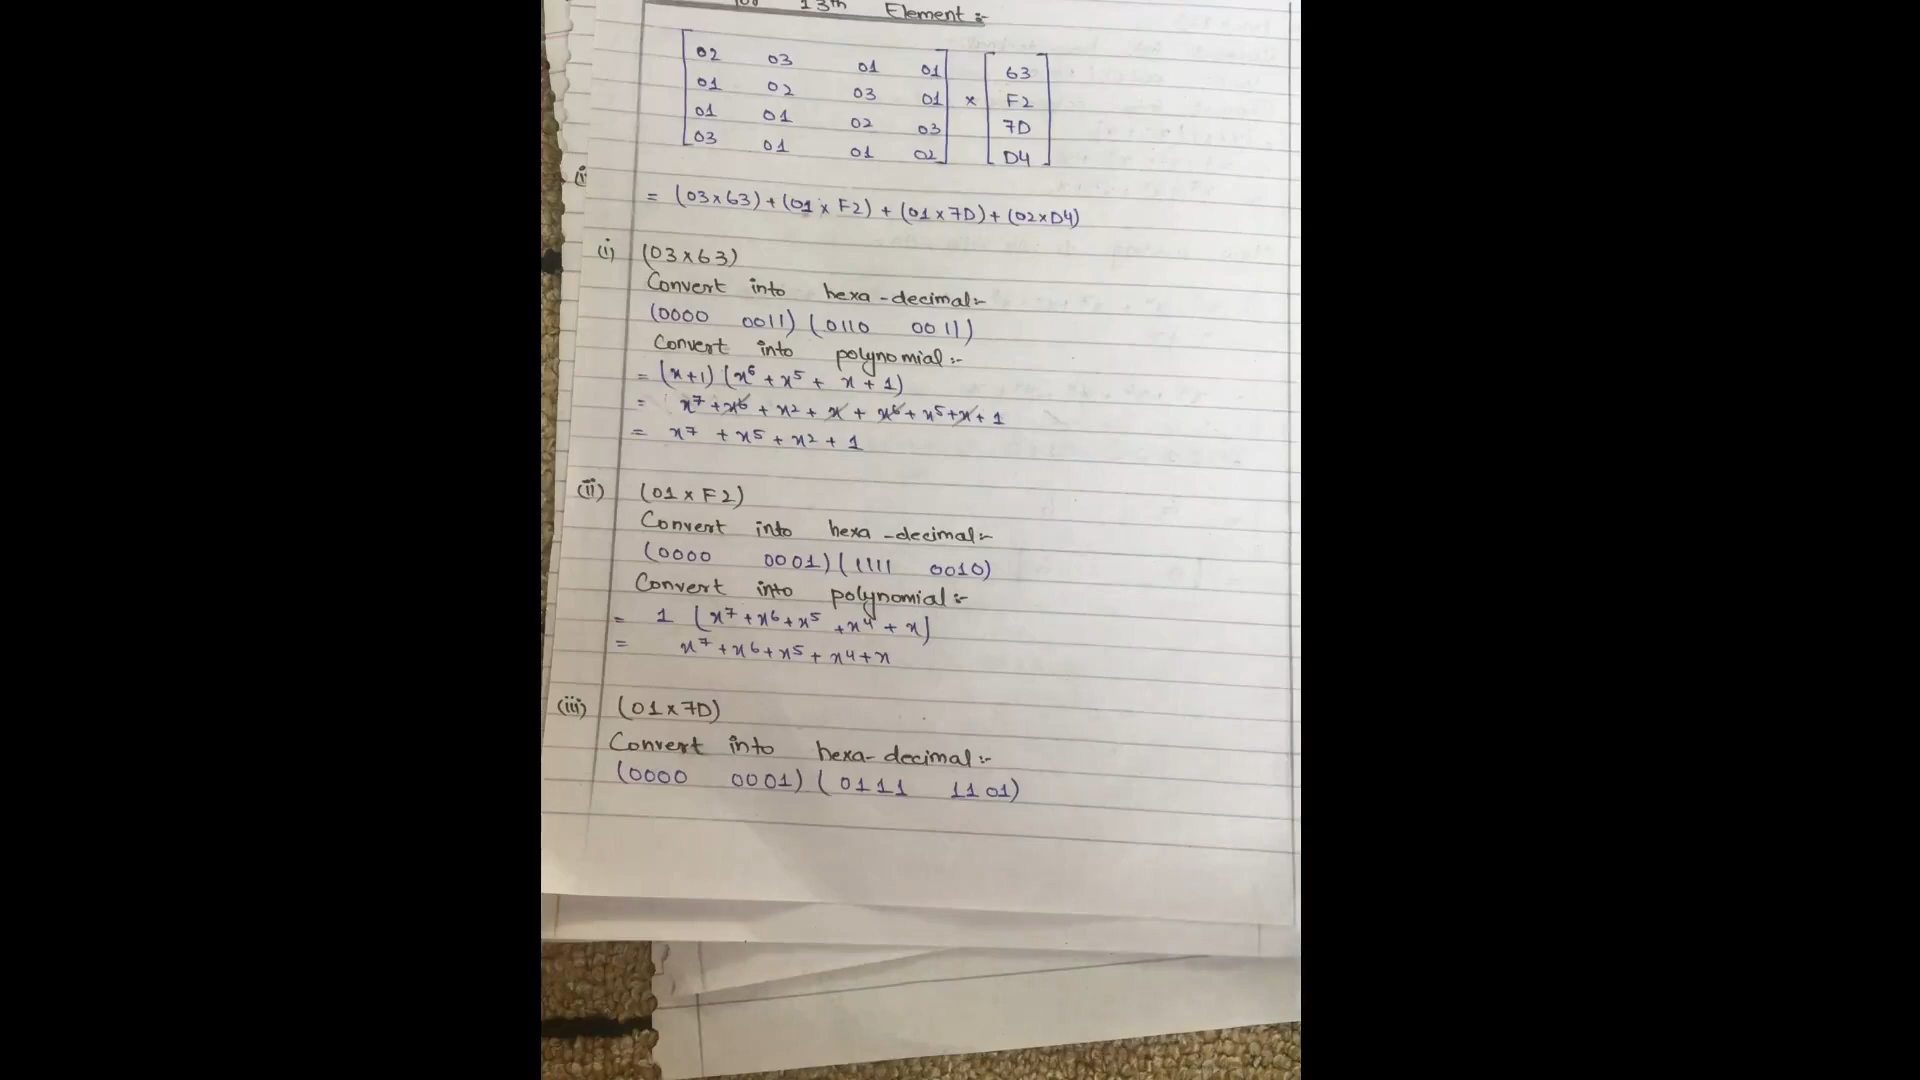 13th Element:-
02 03 01 01
01 02 03 01
01 01 02 03
03 01 01 02
×
63
F2
7D
D4
(i
= (03×63)+(01×F2)+(01×7D)+(02×D4)
(i) (03×63)
Convert into hexa-decimal:-
(0000 0011) (0110 0011)
Convert into polynomial:-
= (x+1) (x⁶+x⁵+ x+1)
= x⁷+x⁶+x²+x+x⁶+x⁵+x+1
= x⁷+x⁵+x²+1
(ii) (01×F2)
Convert into hexa-decimal:-
(0000 0001)(1111 0010)
Convert into polynomial:-
= 1 (x⁷+x⁶+x⁵+x⁴+x)
= x⁷+x⁶+x⁵+x⁴+x
(iii) (01×7D)
Convert into hexa-decimal:-
(0000 0001)(0111 1101)